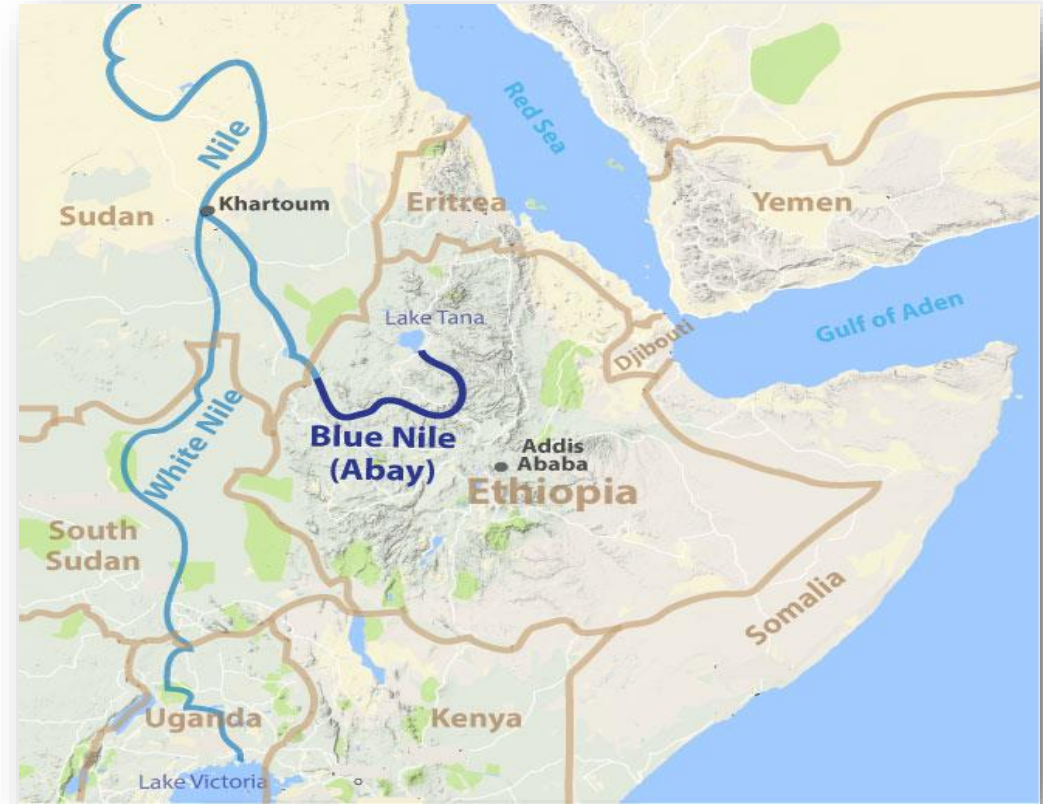 Red Sea
Nile
Sudan
Khartoum
Eritrea
Yemen
Lake Tana
Gulf of Aden
Djibouti
White Nile
Blue Nile
(Abay)
Addis
Ababa
Ethiopia
South
Sudan
Somalia
Uganda
Kenya
Lake Victoria